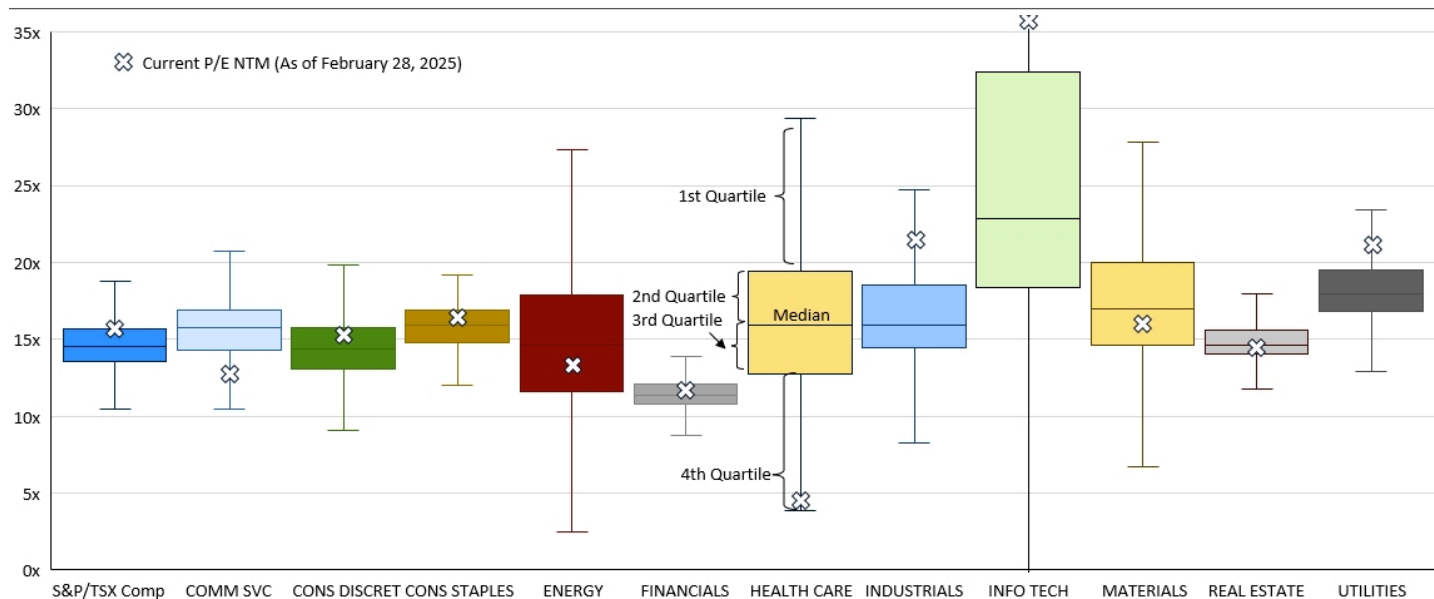 35x
Current P/E NTM (As of February 28, 2025)
30x
25x
1st Quartile
20x
2nd Quartile
3rd Quartile
Median
15x
10x
4th Quartile
5x
0x
S&P/TSX Comp COMM SVC CONS DISCRET CONS STAPLES ENERGY FINANCIALS HEALTH CARE INDUSTRIALS INFO TECH MATERIALS REAL ESTATE UTILITIES